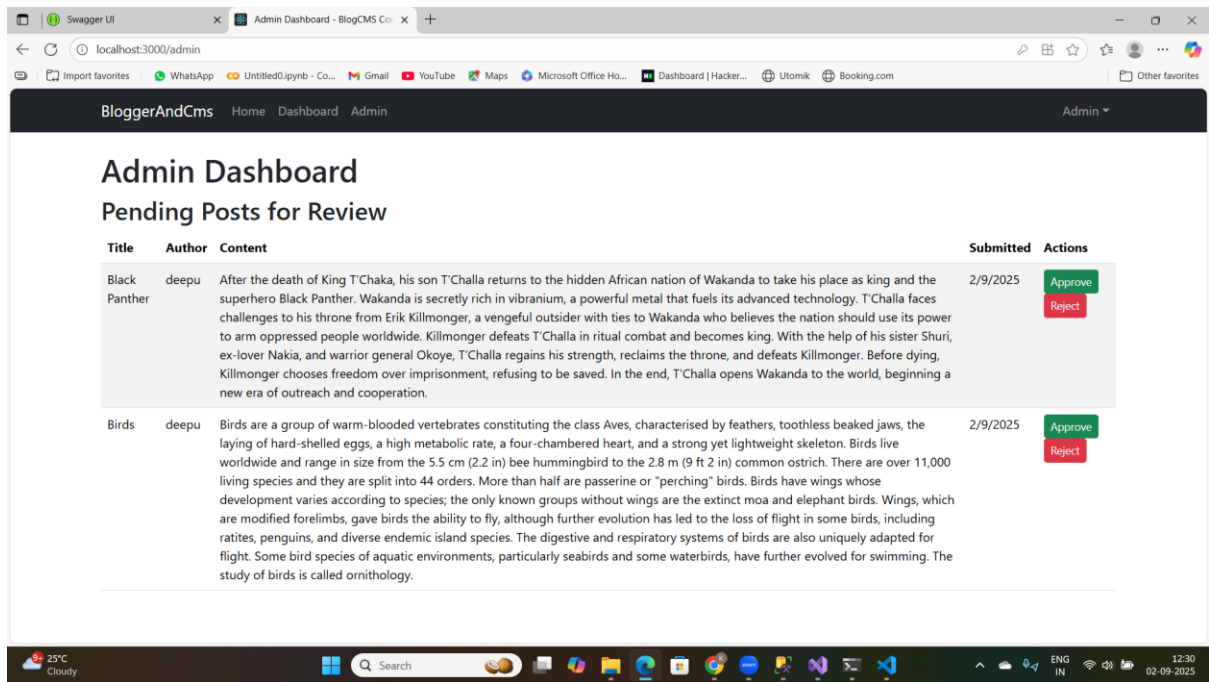 Swagger UI
Admin Dashboard - BlogCMS Cor
localhost:3000/admin
Import favorites WhatsApp Untitled0.ipynb - Co... Gmail YouTube Maps Microsoft Office Ho... Dashboard | Hacker... Utomik Booking.com Other favorites
BloggerAndCms Home Dashboard Admin Admin
Admin Dashboard
Pending Posts for Review
Title Author Content Submitted Actions
Black Panther deepu After the death of King T'Chaka, his son T'Challa returns to the hidden African nation of Wakanda to take his place as king and the 2/9/2025 Approve
superhero Black Panther. Wakanda is secretly rich in vibranium, a powerful metal that fuels its advanced technology. T'Challa faces Reject
challenges to his throne from Erik Killmonger, a vengeful outsider with ties to Wakanda who believes the nation should use its power
to arm oppressed people worldwide. Killmonger defeats T'Challa in ritual combat and becomes king. With the help of his sister Shuri,
ex-lover Nakia, and warrior general Okoye, T'Challa regains his strength, reclaims the throne, and defeats Killmonger. Before dying,
Killmonger chooses freedom over imprisonment, refusing to be saved. In the end, T'Challa opens Wakanda to the world, beginning a
new era of outreach and cooperation.
Birds deepu Birds are a group of warm-blooded vertebrates constituting the class Aves, characterised by feathers, toothless beaked jaws, the 2/9/2025 Approve
laying of hard-shelled eggs, a high metabolic rate, a four-chambered heart, and a strong yet lightweight skeleton. Birds live Reject
worldwide and range in size from the 5.5 cm (2.2 in) bee hummingbird to the 2.8 m (9 ft 2 in) common ostrich. There are over 11,000
living species and they are split into 44 orders. More than half are passerine or "perching" birds. Birds have wings whose
development varies according to species; the only known groups without wings are the extinct moa and elephant birds. Wings, which
are modified forelimbs, gave birds the ability to fly, although further evolution has led to the loss of flight in some birds, including
ratites, penguins, and diverse endemic island species. The digestive and respiratory systems of birds are also uniquely adapted for
flight. Some bird species of aquatic environments, particularly seabirds and some waterbirds, have further evolved for swimming. The
study of birds is called ornithology.
9+ 25°C
Cloudy
Search
ENG
IN
12:30
02-09-2025